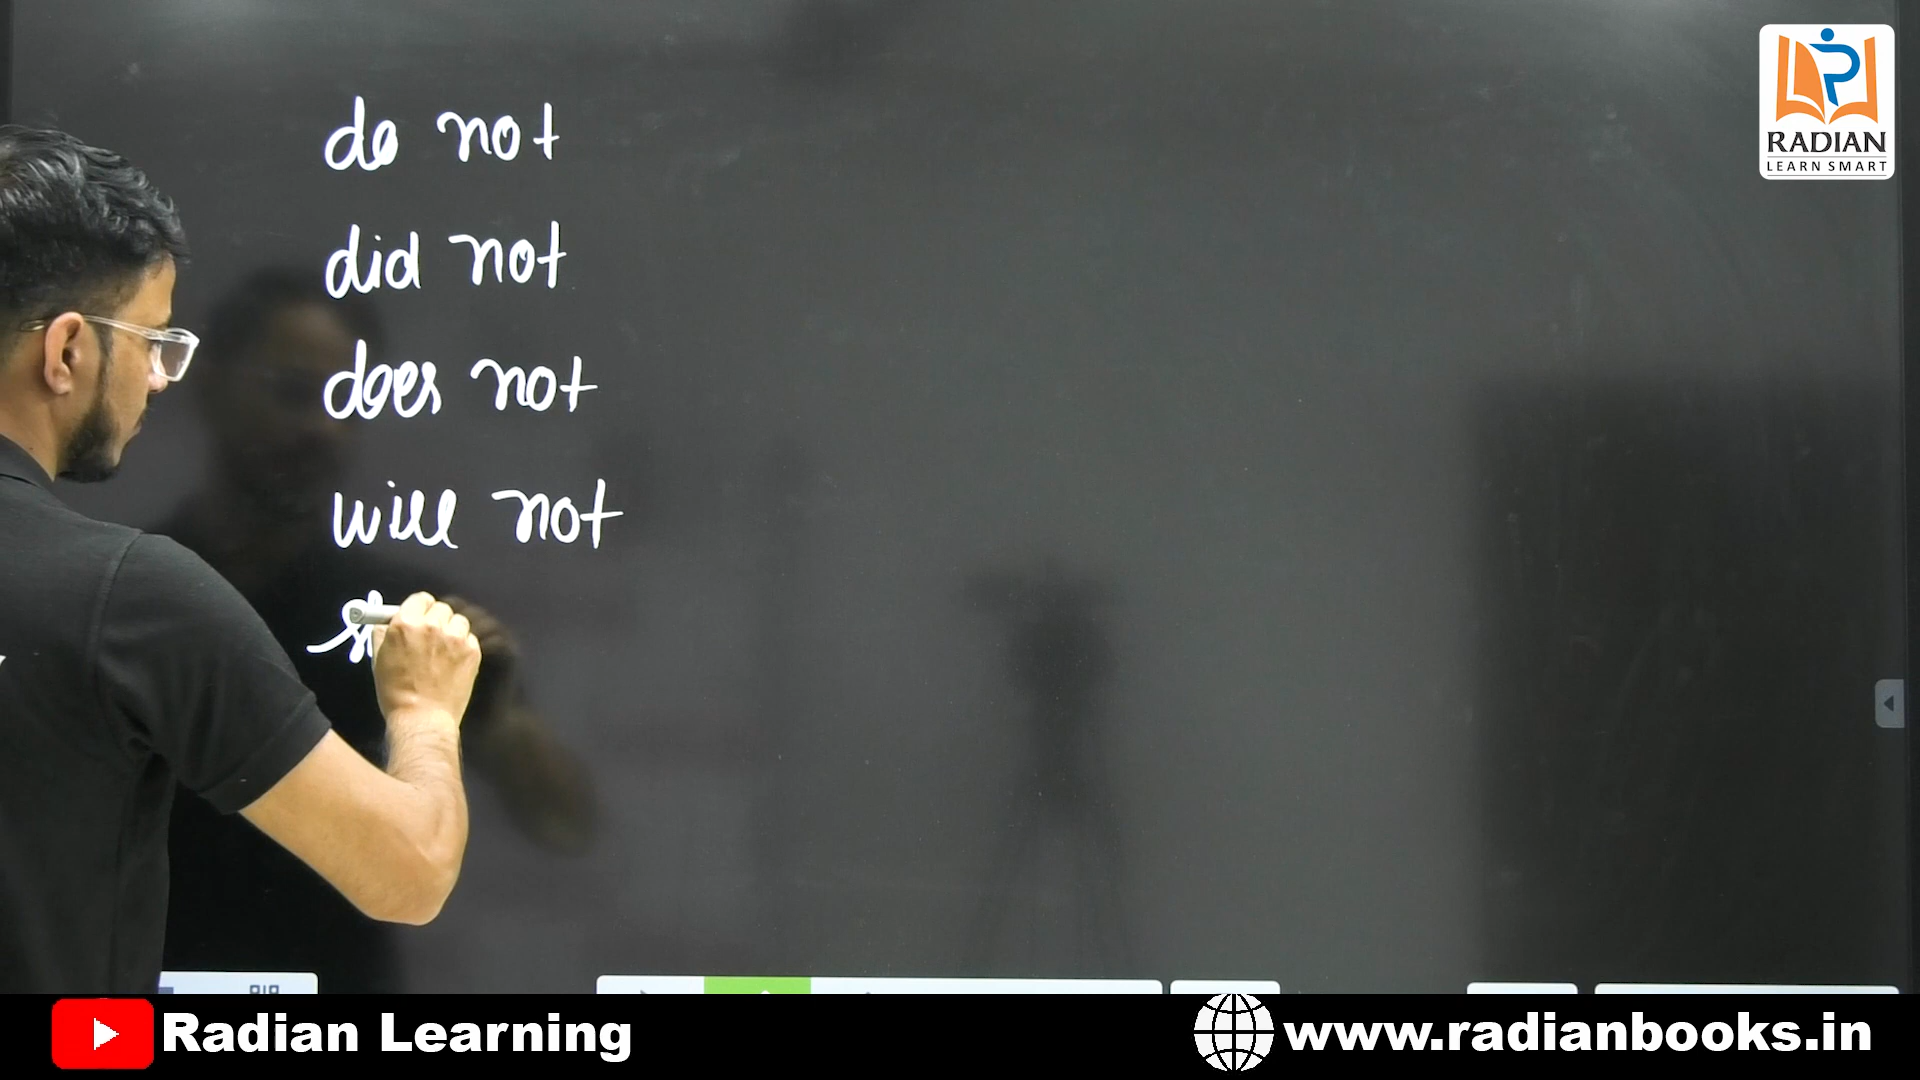 do not
did not
does not
will not
RADIAN
LEARN SMART
Radian Learning
www.radianbooks.in